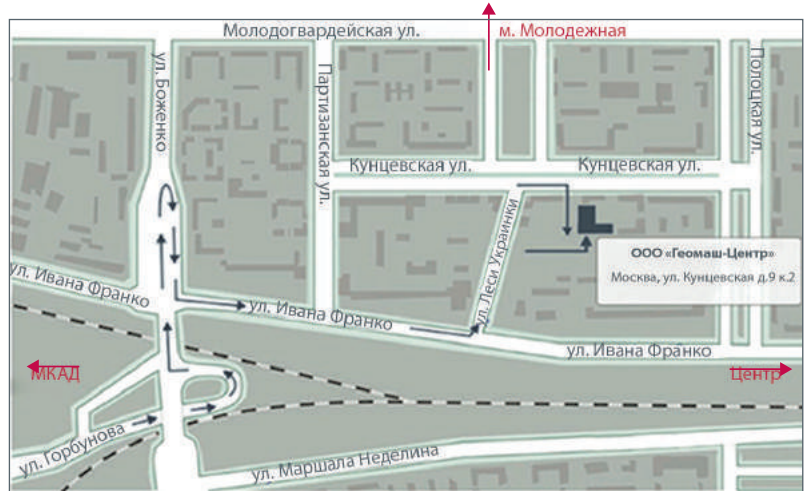 Молодогвардейская ул.
м. Молодежная
ул. Боженко
Партизанская ул.
Полоцкая ул.
Кунцевская ул.
Кунцевская ул.
ул. Леси Украинки
ООО «Геомаш-Центр»
Москва, ул. Кунцевская д.9 к.2
ул. Ивана Франко
ул. Ивана Франко
ул. Ивана Франко
МКАД
Центр
ул. Горбунова
ул. Маршала Неделина